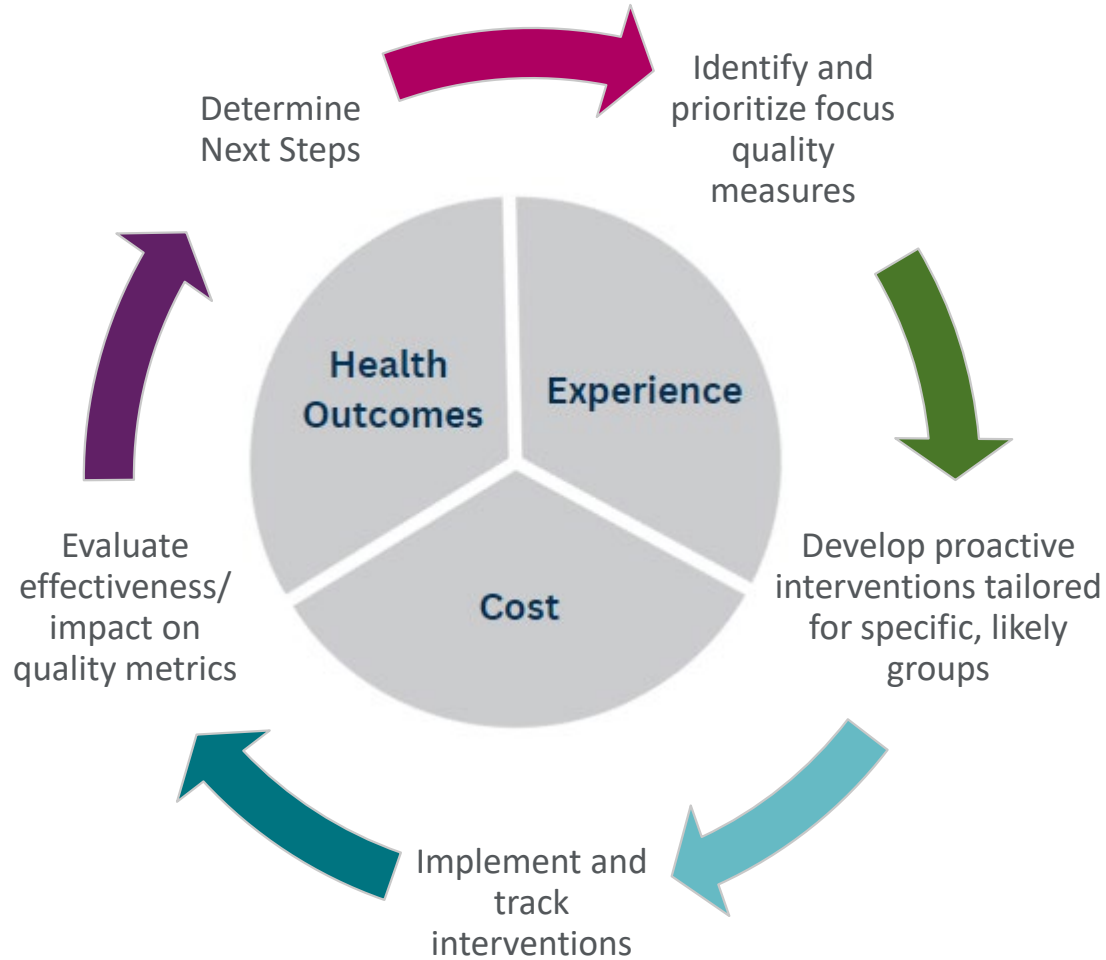 Determine
Next Steps
Identify and
prioritize focus
quality
measures
Health
Outcomes
Experience
Cost
Evaluate
effectiveness/
impact on
quality metrics
Develop proactive
interventions tailored
for specific, likely
groups
Implement and
track
interventions